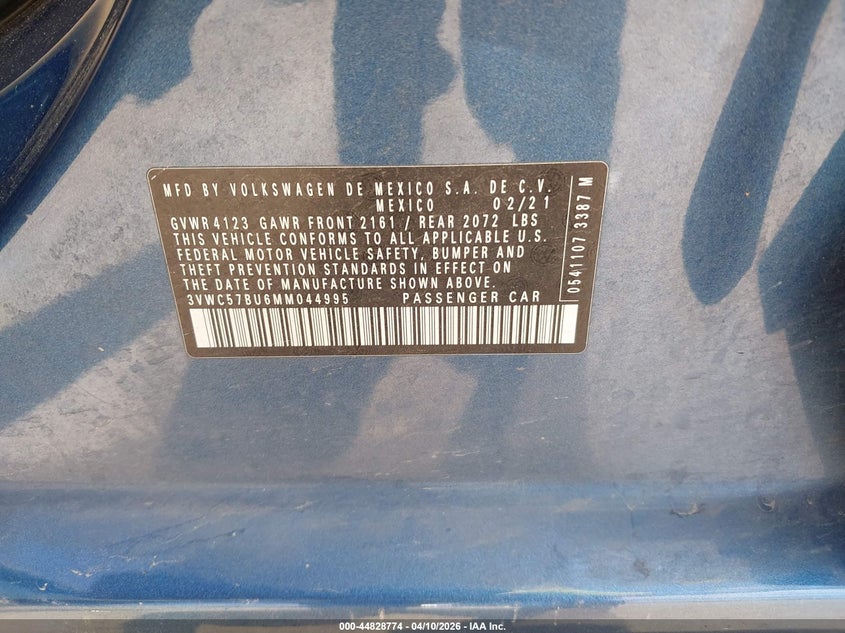 MFD BY VOLKSWAGEN DE MEXICO S.A. DE C.V.
MEXICO 02/21
GVWR 4123 GAWR FRONT 2161 / REAR 2072 LBS
THIS VEHICLE CONFORMS TO ALL APPLICABLE U.S.
FEDERAL MOTOR VEHICLE SAFETY, BUMPER AND
THEFT PREVENTION STANDARDS IN EFFECT ON
THE DATE OF MANUFACTURE SHOWN ABOVE.
3VWC57BU6MM044995 PASSENGER CAR
0541107 3387 M
000-44828774 - 04/10/2026 - IAA Inc.